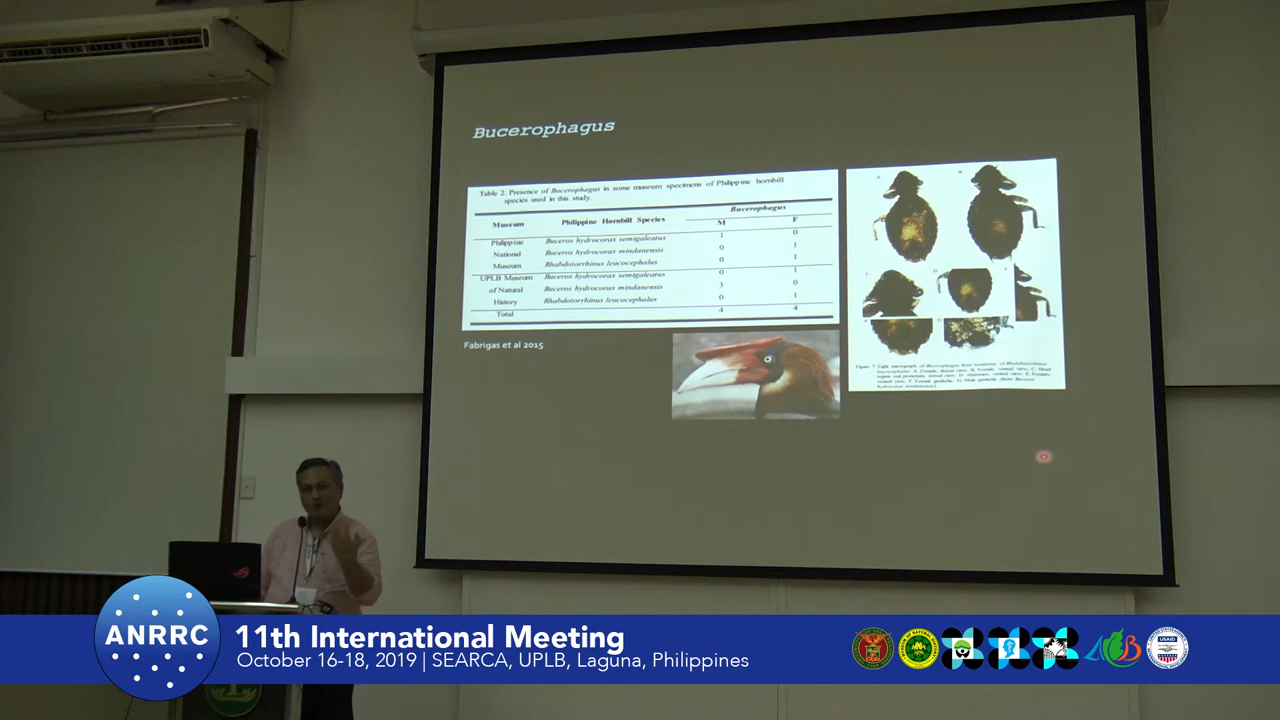 Bucerophagus
Table 2. Presence of Bucerophagus in some museum specimens of Philippine hornbill
species used in this study.
Museum Philippine Hornbill Species Bucerophagus
M F
Philippine Buceros hydrocorax semigaleatus 1 0
National Buceros hydrocorax mindanensis 0 1
Museum Rhabdotorrhinus leucocephalus 0 1
UPLB Museum Buceros hydrocorax semigaleatus 0 1
of Natural Buceros hydrocorax mindanensis 3 0
History Rhabdotorrhinus leucocephalus 0 1
Total 4 4
Fabrigas et al 2015
ANRRC
11th International Meeting
October 16-18, 2019 | SEARCA, UPLB, Laguna, Philippines
USAID